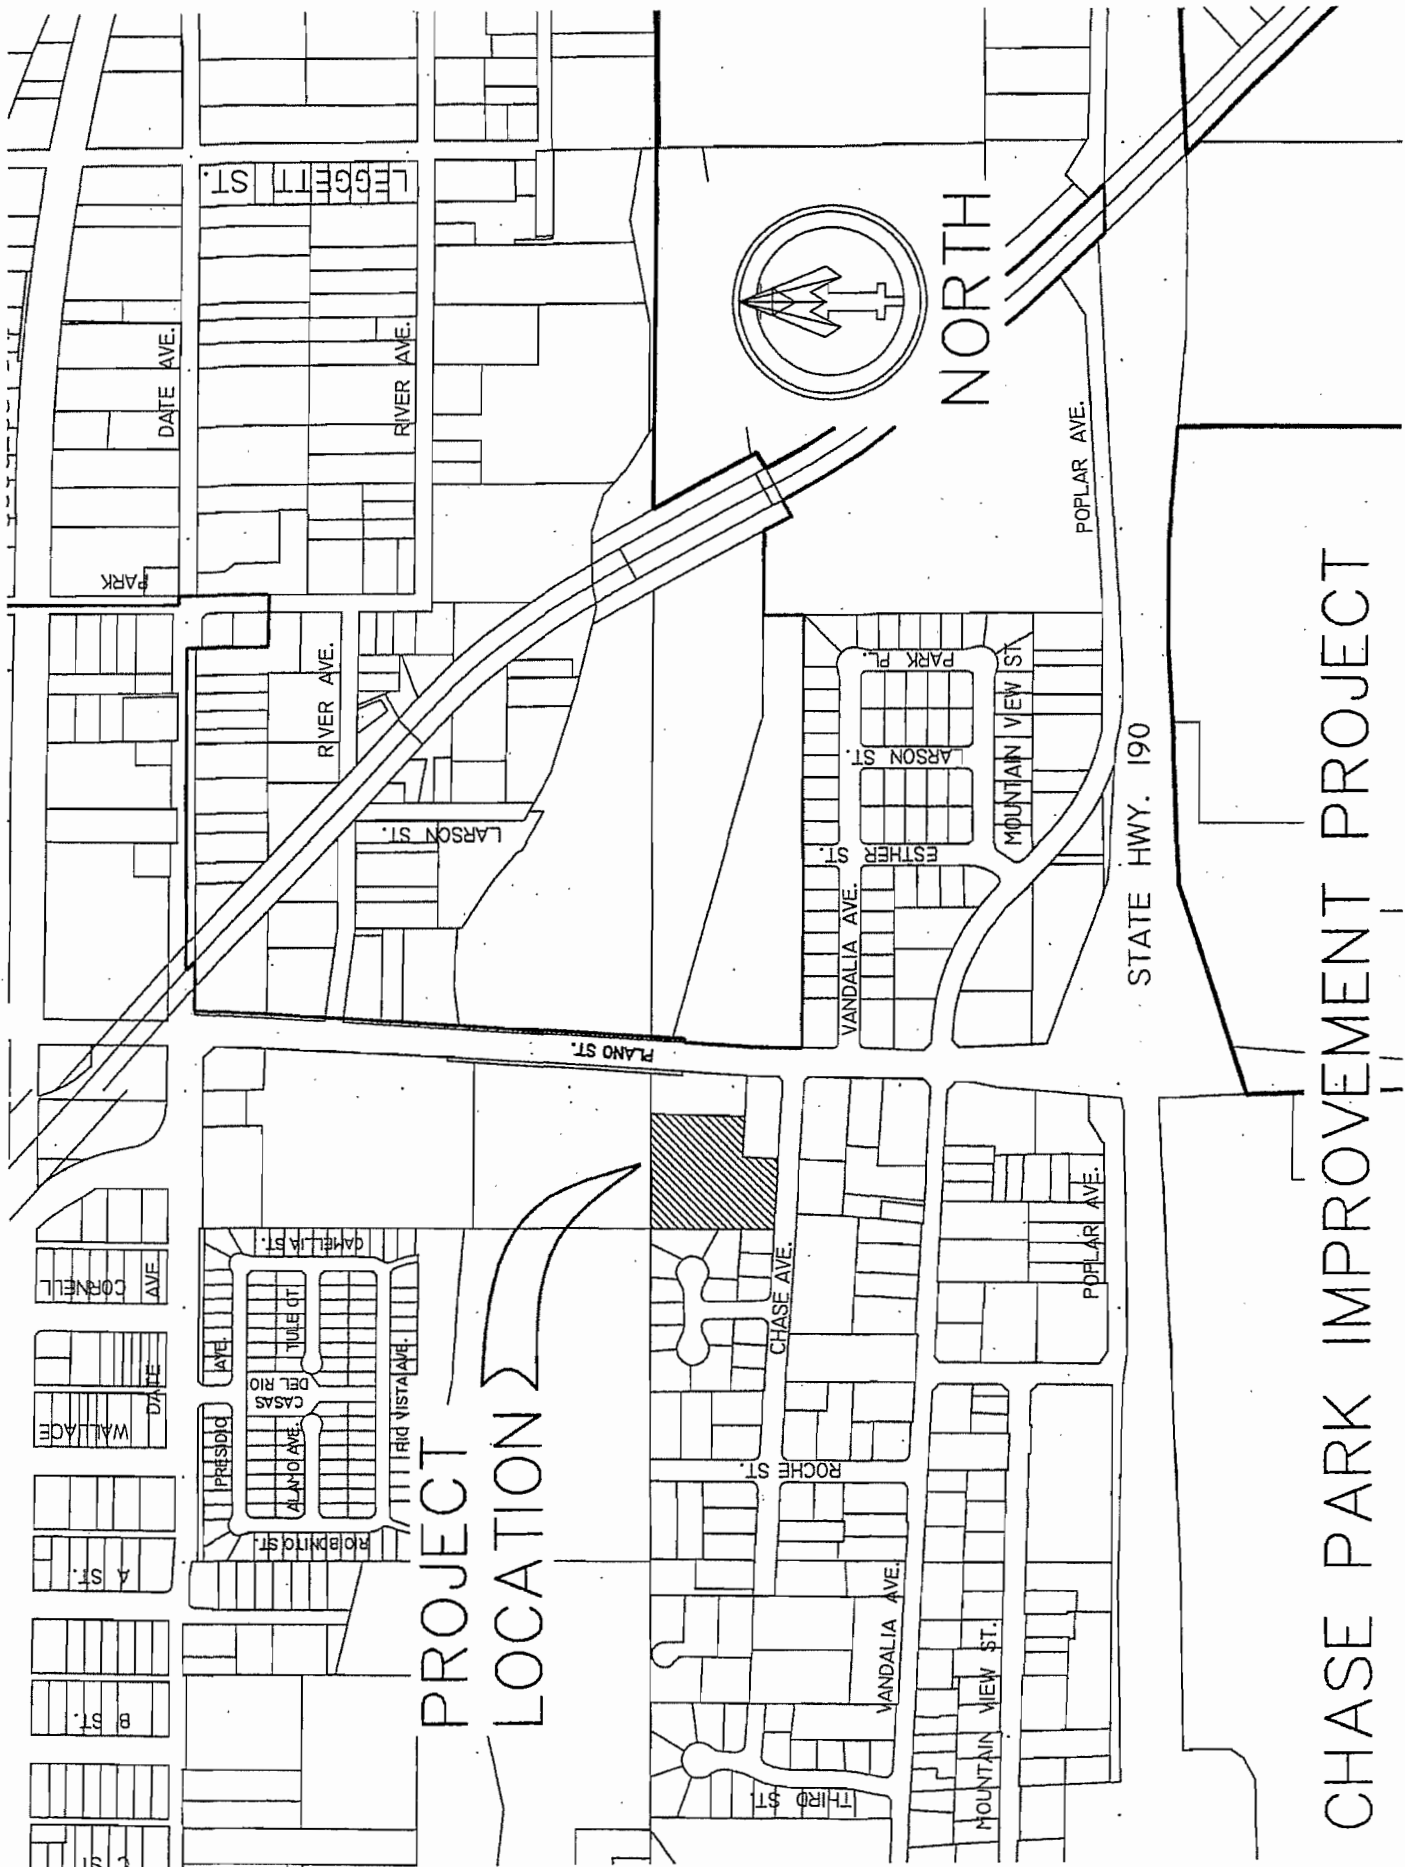 LEGGETT ST.
DATE AVE.
RIVER AVE.
NORTH
POPLAR AVE.
PARK
RIVER AVE.
LARSON ST.
PARK PL.
LARSON ST.
ESTHER ST.
MOUNTAIN VIEW ST.
VANDALIA AVE.
STATE HWY. 190
PLANO ST.
CORNELL
AVE.
DATE
WALLACE
A ST.
B ST.
C ST
CAMELLIA ST.
PRESIDIO
AVE.
TULE CT.
CASAS
DEL RIO
ALAMO AVE.
RIO VISTA AVE.
RIO BONITO ST.
PROJECT
LOCATION
CHASE AVE.
ROCHE ST.
POPLAR AVE.
VANDALIA AVE.
MOUNTAIN VIEW ST.
THIRD ST.
CHASE PARK IMPROVEMENT PROJECT